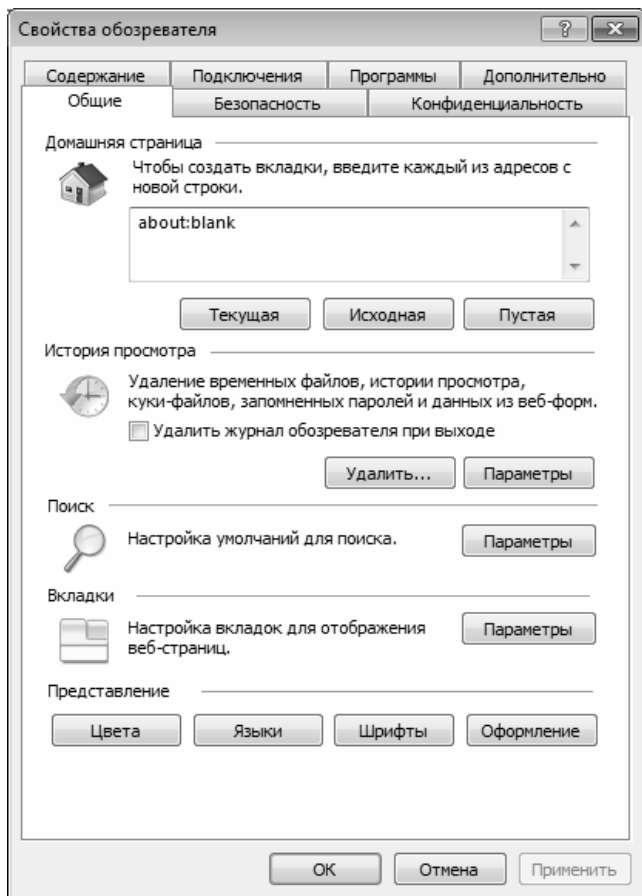 Свойства обозревателя
Содержание Подключения Программы Дополнительно
Общие Безопасность Конфиденциальность
Домашняя страница
Чтобы создать вкладки, введите каждый из адресов с
новой строки.
about:blank
Текущая Исходная Пустая
История просмотра
Удаление временных файлов, истории просмотра,
куки-файлов, запомненных паролей и данных из веб-форм.
Удалить журнал обозревателя при выходе
Удалить... Параметры
Поиск
Настройка умолчаний для поиска. Параметры
Вкладки
Настройка вкладок для отображения
веб-страниц.
Параметры
Представление
Цвета Языки Шрифты Оформление
ОК Отмена Применить